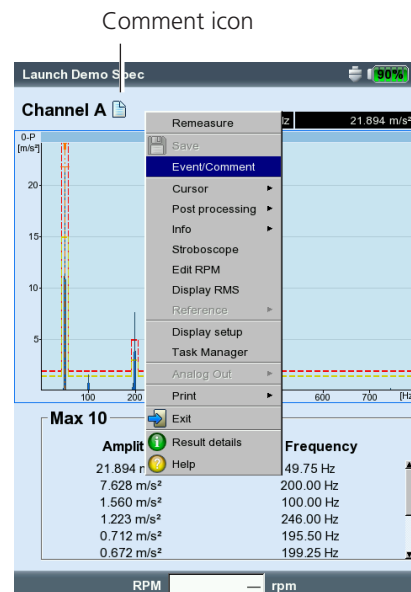 Comment icon
Launch Demo Spec
90%
Channel A
Hz 21.894 m/s²
0-P
[m/s²]
20
15
10
5
100 200 600 700 [Hz
Remeasure
Save
Event/Comment
Cursor
Post processing
Info
Stroboscope
Edit RPM
Display RMS
Reference
Display setup
Task Manager
Analog Out
Print
Exit
Result details
Help
Max 10
Amplit Frequency
21.894 m 49.75 Hz
7.628 m/s² 200.00 Hz
1.560 m/s² 100.00 Hz
1.223 m/s² 246.00 Hz
0.712 m/s² 195.50 Hz
0.672 m/s² 199.25 Hz
RPM — rpm